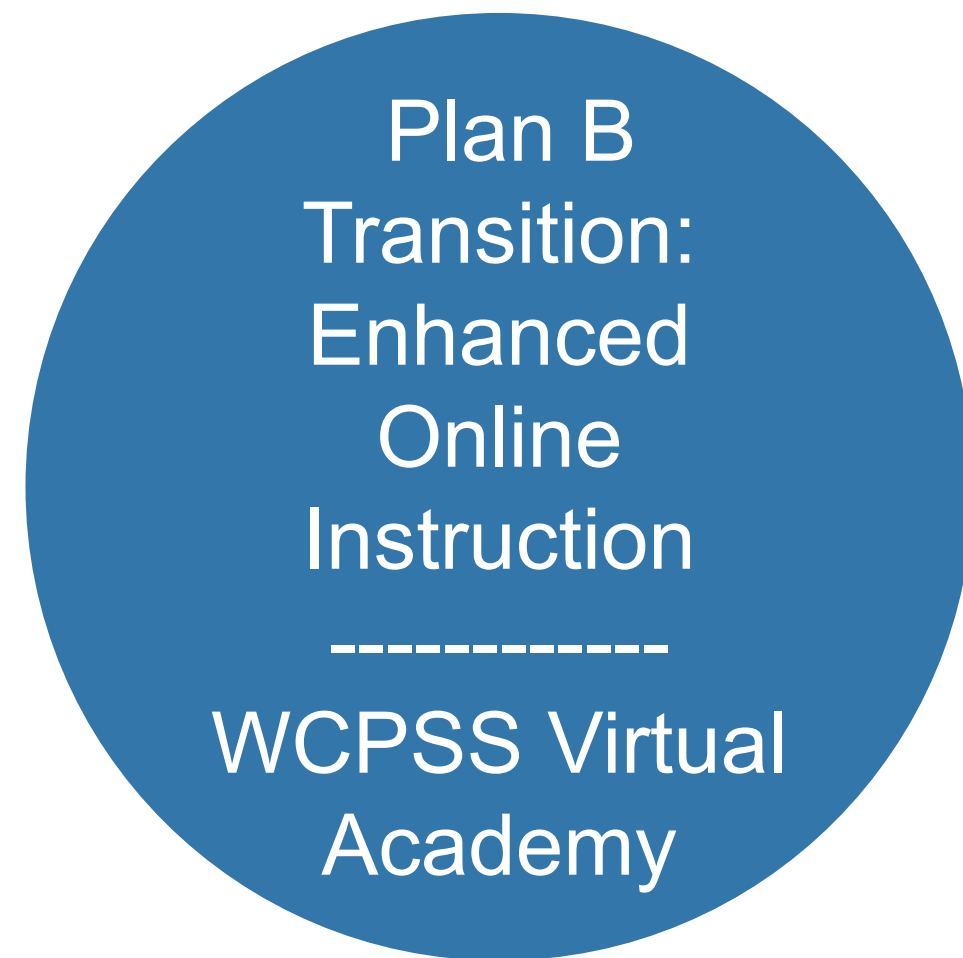 Plan B
Transition:
Enhanced
Online
Instruction
------------
WCPSS Virtual
Academy